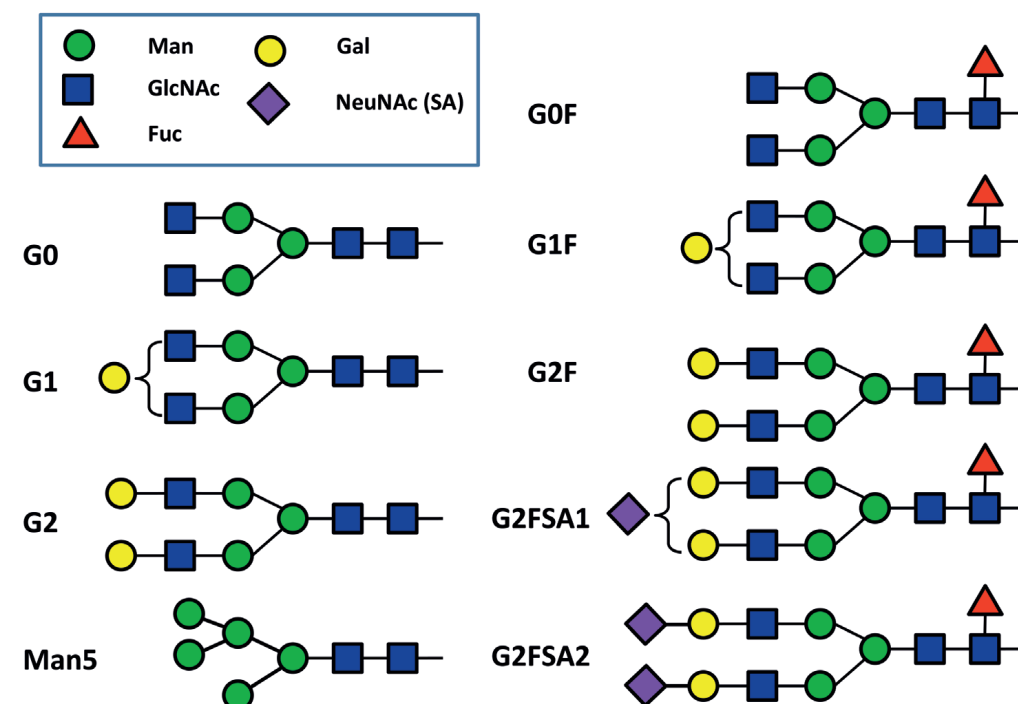 Man
Gal
GlcNAc
NeuNAc (SA)
Fuc
G0
G1
G2
Man5
G0F
G1F
G2F
G2FSA1
G2FSA2